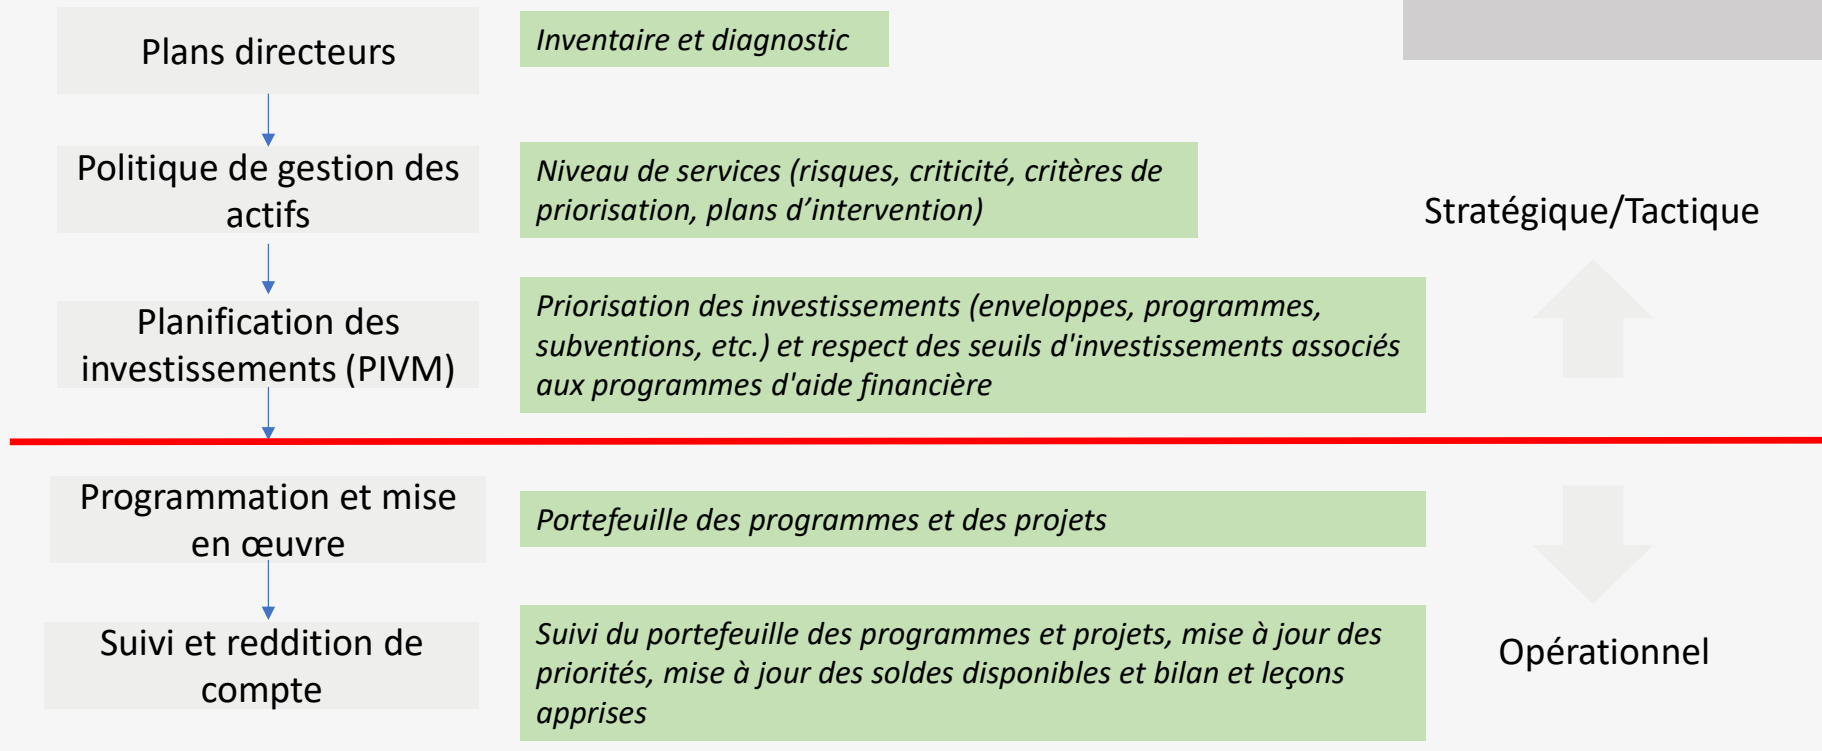 Plans directeurs
Inventaire et diagnostic
Politique de gestion des
actifs
Niveau de services (risques, criticité, critères de
priorisation, plans d’intervention)
Stratégique/Tactique
Planification des
investissements (PIVM)
Priorisation des investissements (enveloppes, programmes,
subventions, etc.) et respect des seuils d'investissements associés
aux programmes d'aide financière
Programmation et mise
en œuvre
Portefeuille des programmes et des projets
Suivi et reddition de
compte
Suivi du portefeuille des programmes et projets, mise à jour des
priorités, mise à jour des soldes disponibles et bilan et leçons
apprises
Opérationnel